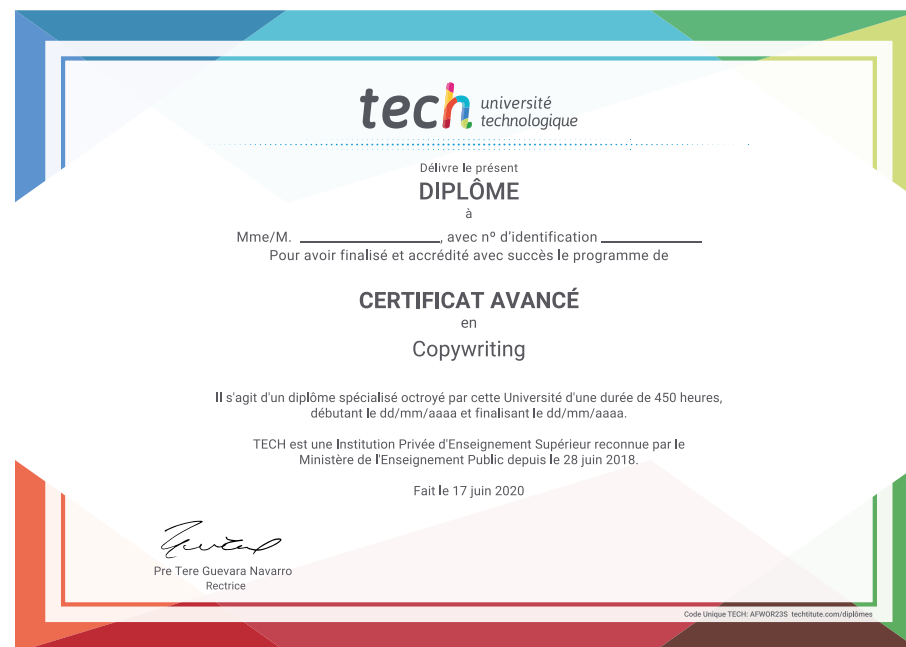 tech université
technologique
Délivre le présent
DIPLÔME
à
Mme/M. ____________________, avec nº d'identification ______________
Pour avoir finalisé et accrédité avec succès le programme de
CERTIFICAT AVANCÉ
en
Copywriting
Il s'agit d'un diplôme spécialisé octroyé par cette Université d'une durée de 450 heures,
débutant le dd/mm/aaaa et finalisant le dd/mm/aaaa.
TECH est une Institution Privée d'Enseignement Supérieur reconnue par le
Ministère de l'Enseignement Public depuis le 28 juin 2018.
Fait le 17 juin 2020
Pre Tere Guevara Navarro
Rectrice
Code Unique TECH: AFWOR23S techtitute.com/diplômes